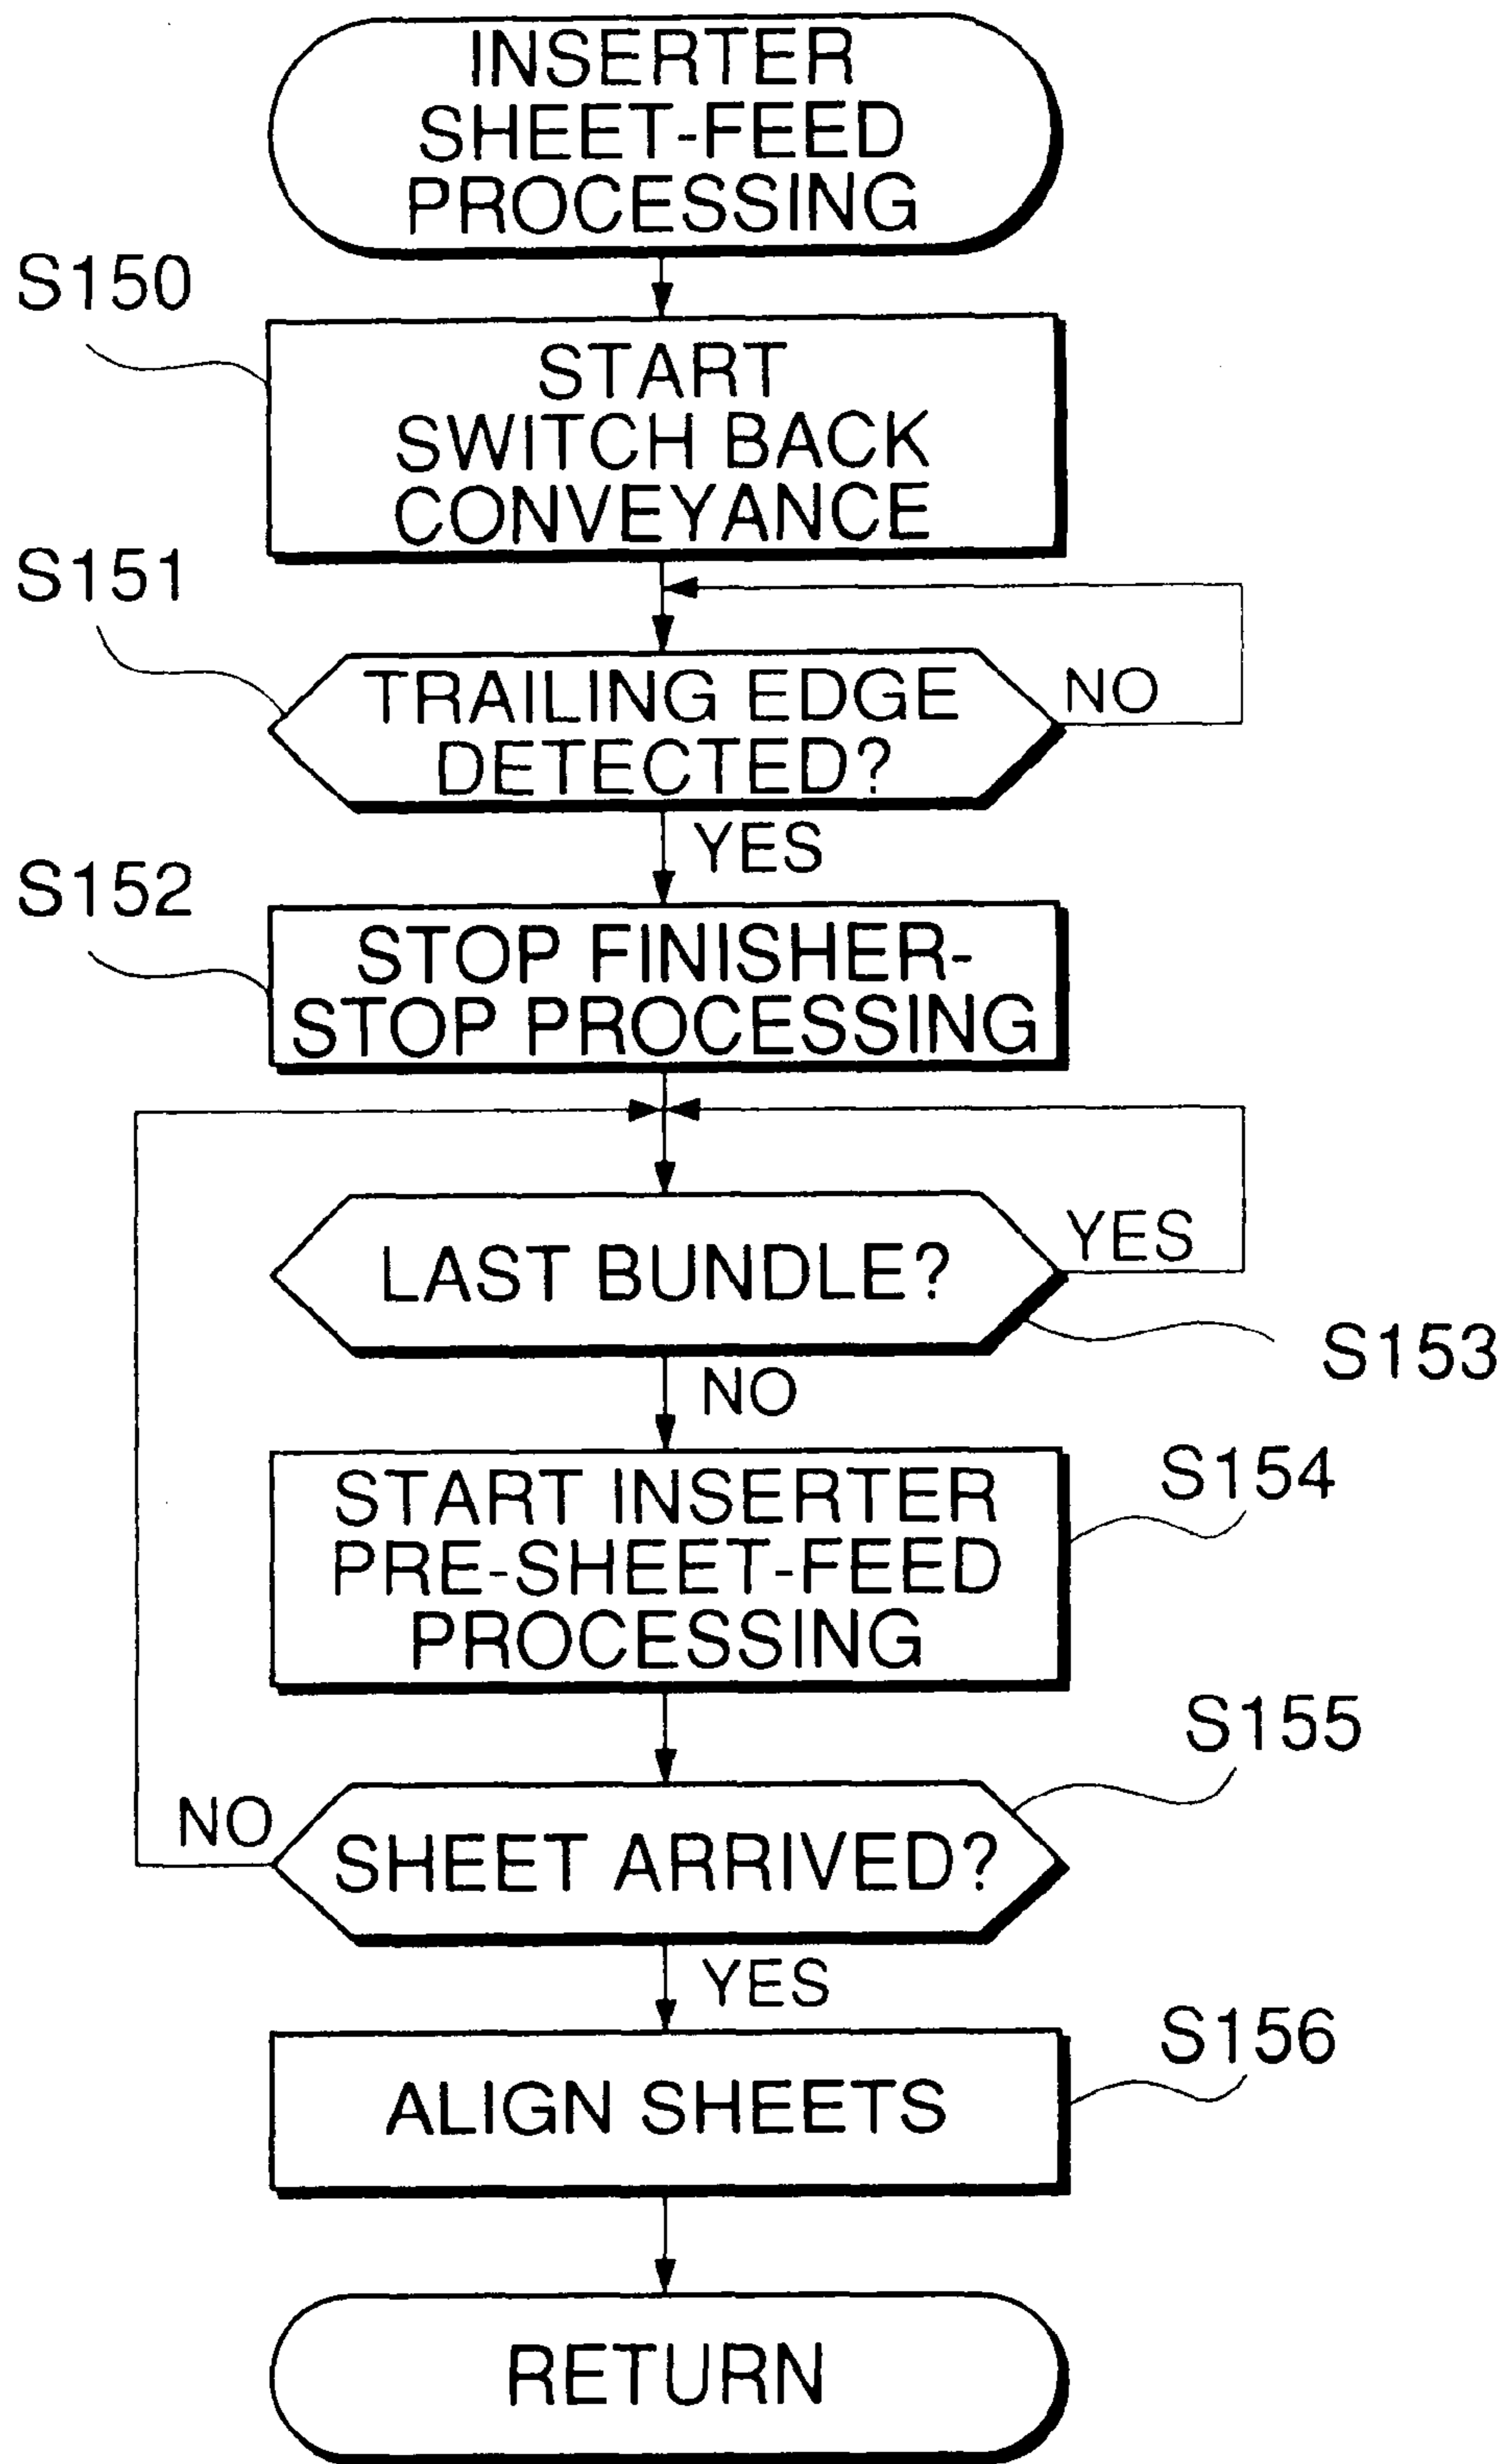 INSERTER
SHEET-FEED
PROCESSING
S150
START
SWITCH BACK
CONVEYANCE
S151
TRAILING EDGE
DETECTED?
NO
YES
S152
STOP FINISHER-
STOP PROCESSING
LAST BUNDLE?
YES
S153
NO
START INSERTER
PRE-SHEET-FEED
PROCESSING
S154
S155
NO
SHEET ARRIVED?
YES
S156
ALIGN SHEETS
RETURN